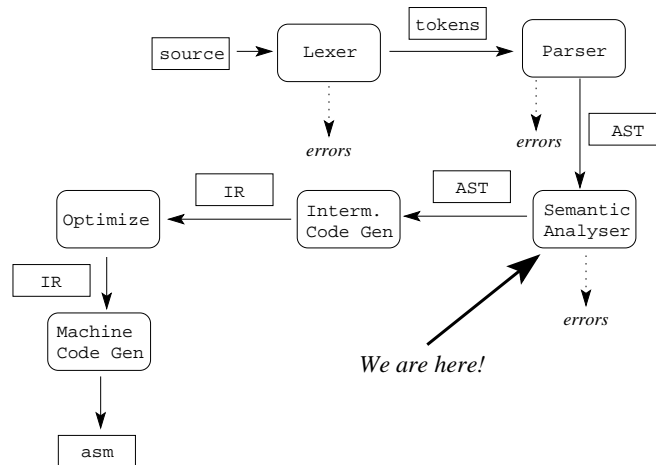 source
Lexer
tokens
Parser
errors
errors
AST
Optimize
IR
Interm.
Code Gen
AST
Semantic
Analyser
IR
errors
Machine
Code Gen
We are here!
asm